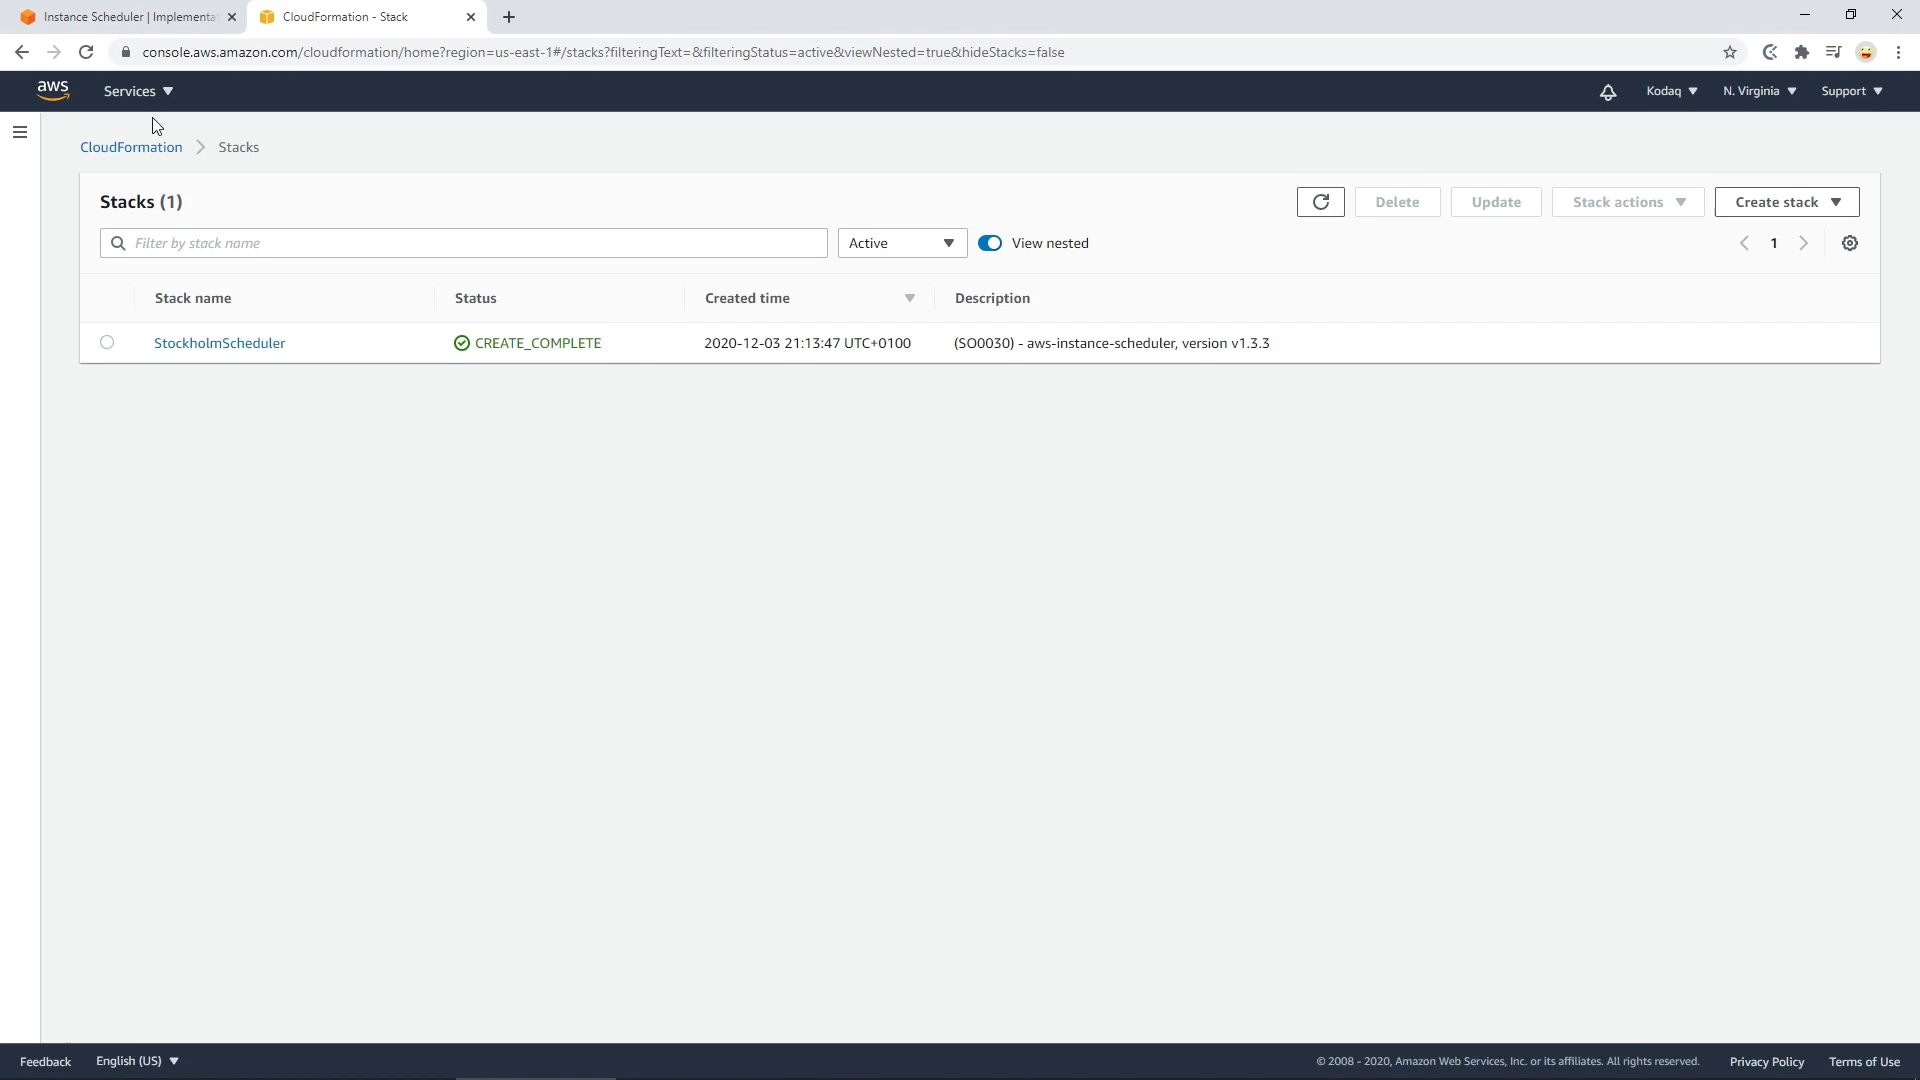 Instance Scheduler | Implementa
CloudFormation - Stack
console.aws.amazon.com/cloudformation/home?region=us-east-1#/stacks?filteringText=&filteringStatus=active&viewNested=true&hideStacks=false
aws
Services
Kodaq
N. Virginia
Support
CloudFormation
Stacks
Stacks (1)
Delete
Update
Stack actions
Create stack
Filter by stack name
Active
View nested
1
Stack name
Status
Created time
Description
StockholmScheduler
CREATE_COMPLETE
2020-12-03 21:13:47 UTC+0100
(SO0030) - aws-instance-scheduler, version v1.3.3
Feedback
English (US)
© 2008 - 2020, Amazon Web Services, Inc. or its affiliates. All rights reserved.
Privacy Policy
Terms of Use